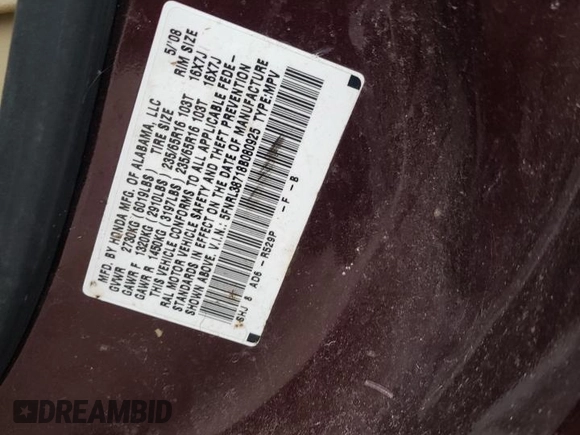 MFD. BY HONDA MFG. OF ALABAMA, LLC 5/'08
GVWR 2730KG (6019LBS) TIRE SIZE RIM SIZE
GAWR F 1320KG (2910LBS) 235/65R16 103T 16X7J
GAWR R 1450KG (3197LBS) 235/65R16 103T 16X7J
THIS VEHICLE CONFORMS TO ALL APPLICABLE FEDE-
RAL MOTOR VEHICLE SAFETY AND THEFT PREVENTION
STANDARDS IN EFFECT ON THE DATE OF MANUFACTURE
SHOWN ABOVE. V.I.N.: 5FNRL38718B080925 TYPE:MPV
SHJ 8 AD6 - R529P - F - B
DREAMBID